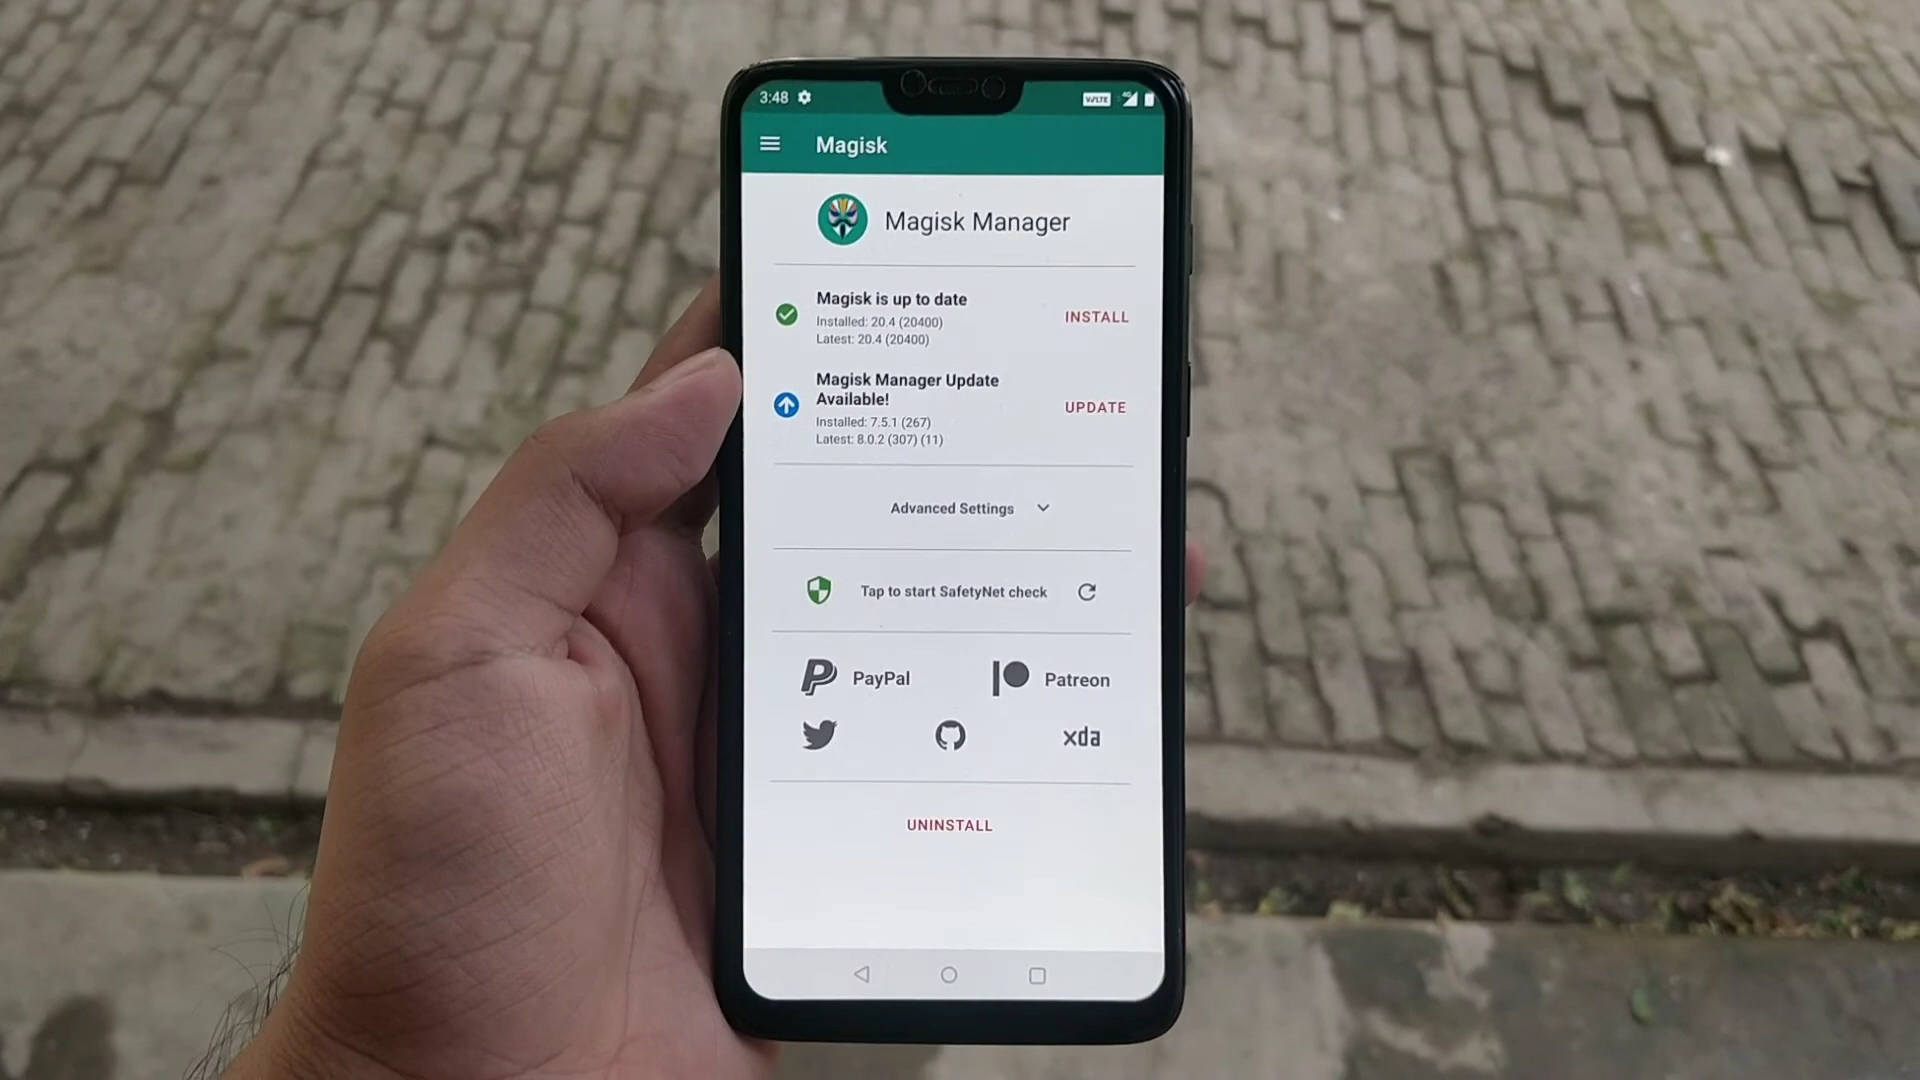 3:48
VoLTE 4G
Magisk
Magisk Manager
Magisk is up to date
Installed: 20.4 (20400)
Latest: 20.4 (20400)
INSTALL
Magisk Manager Update
Available!
Installed: 7.5.1 (267)
Latest: 8.0.2 (307) (11)
UPDATE
Advanced Settings
Tap to start SafetyNet check
PayPal
Patreon
xda
UNINSTALL